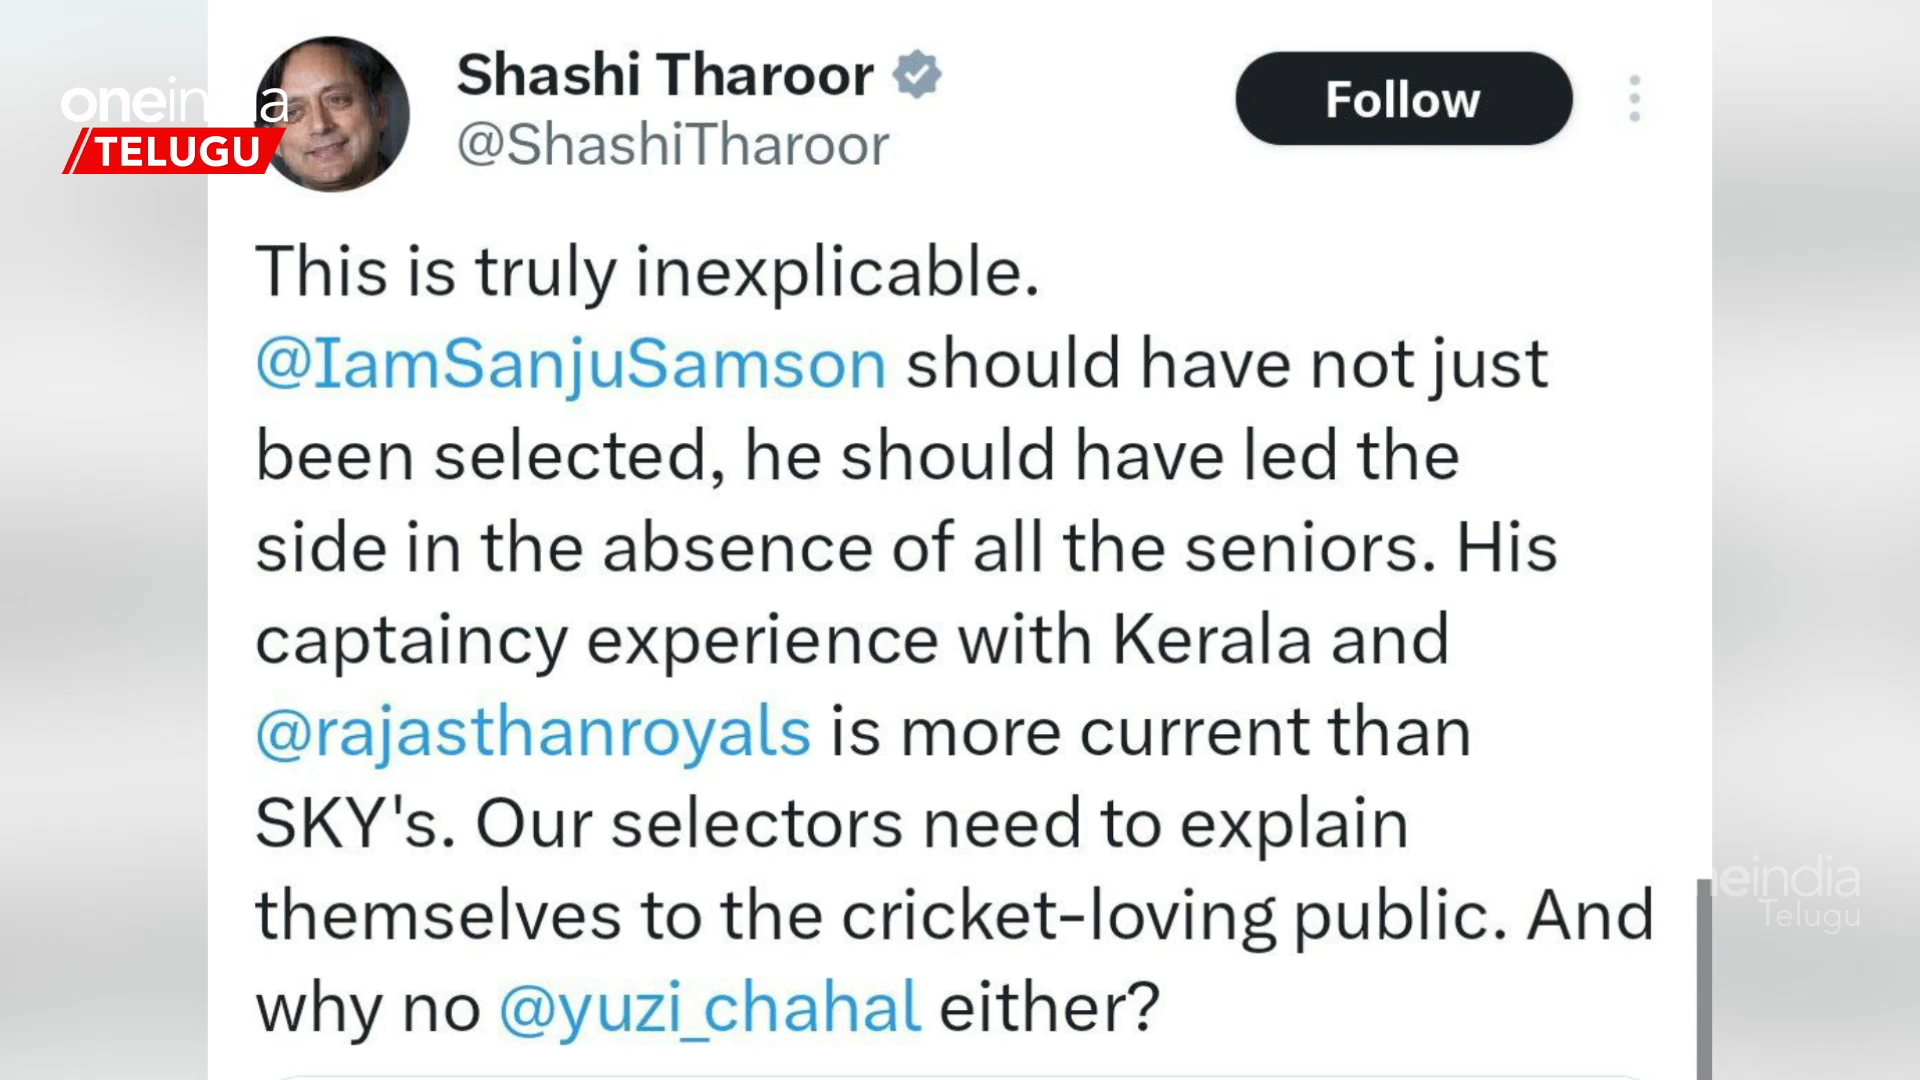 oneindia
TELUGU
Shashi Tharoor
@ShashiTharoor
Follow
This is truly inexplicable.
@IamSanjuSamson should have not just
been selected, he should have led the
side in the absence of all the seniors. His
captaincy experience with Kerala and
@rajasthanroyals is more current than
SKY's. Our selectors need to explain
themselves to the cricket-loving public. And
why no @yuzi_chahal either?
eindia
Telugu